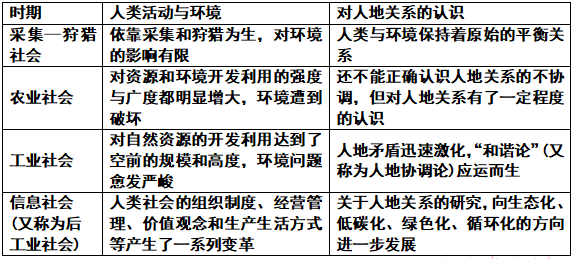 时期 人类活动与环境 对人地关系的认识
采集—狩猎 依靠采集和狩猎为生，对环境 人类与环境保持着原始的平衡关
社会 的影响有限 系
农业社会 对资源和环境开发利用的强度 还不能正确认识人地关系的不协
与广度都明显增大，环境遭到 调，但对人地关系有了一定程度
破坏 的认识
工业社会 对自然资源的开发利用达到了 人地矛盾迅速激化，“和谐论”(又
空前的规模和高度，环境问题 称为人地协调论)应运而生
愈发严峻
信息社会 人类社会的组织制度、经营管 关于人地关系的研究，向生态化、
(又称为后 理、价值观念和生产生活方式 低碳化、绿色化、循环化的方向
工业社会) 等产生了一系列变革 进一步发展